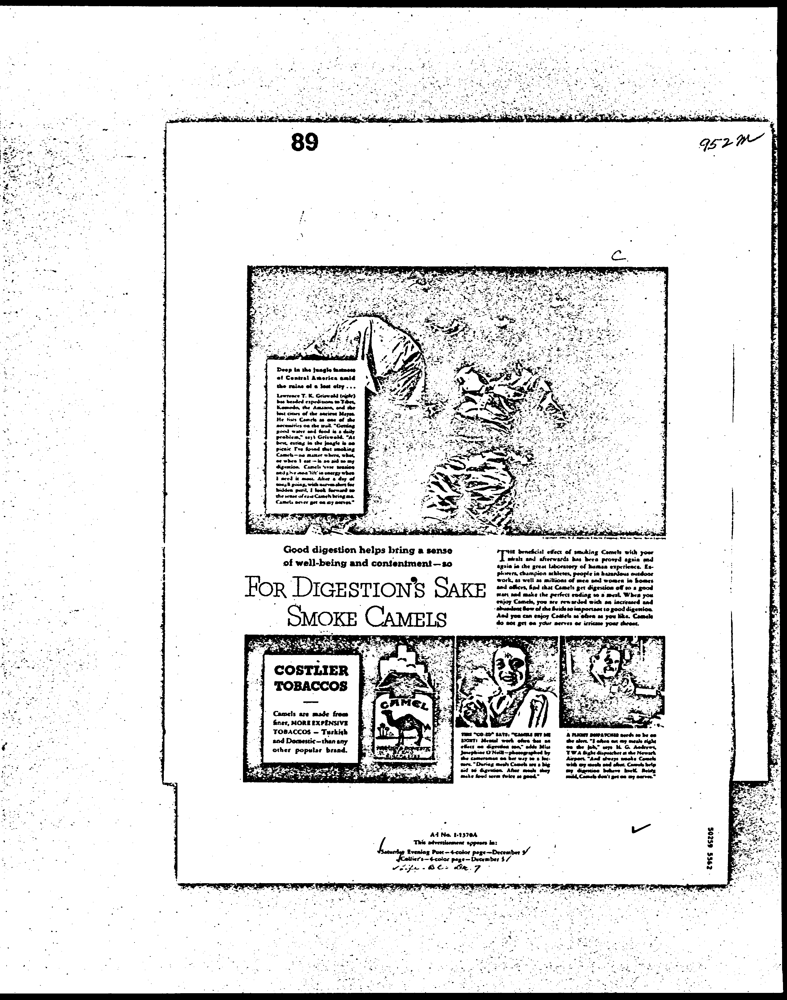 89
952 M
C
Deep in the jungle fastness
of Central America amid
the ruins of a lost city ...
Lawrence T. K. Griswold (right)
has headed expeditions to Tibet,
Komodo, the Amazon, and the
lost cities of the ancient Mayas.
He lists Camels as one of the
necessities on the trail. "Getting
good water and food is a daily
problem," says Griswold. "At
best, eating in the jungle is no
picnic. I've found that smoking
Camels—no matter where, what,
or when I eat—is an aid to my
digestion. Camels ease tension
and give me a 'lift' in energy when
I need it most. After a day of
tough going, with nerves alert for
hidden peril, I look forward to
the sense of ease Camels bring me.
Camels never get on my nerves."
Good digestion helps bring a sense
of well-being and contentment—so
FOR DIGESTION'S SAKE
SMOKE CAMELS
THE beneficial effect of smoking Camels with your
meals and afterwards has been proved again and
again in the great laboratory of human experience. Ex-
plorers, champion athletes, people in hazardous outdoor
work, as well as millions of men and women in homes
and offices, find that Camels get digestion off to a good
start and make the perfect ending to a meal. When you
enjoy Camels, you are rewarded with an increased and
abundant flow of the fluids so important to good digestion.
And you can enjoy Camels as often as you like. Camels
do not get on your nerves or irritate your throat.
COSTLIER
TOBACCOS
Camels are made from
finer, MORE EXPENSIVE
TOBACCOS — Turkish
and Domestic — than any
other popular brand.
CAMEL
THE "CO-ED" SAYS: "CAMELS SET ME
RIGHT! Mental work often has an
effect on digestion too," adds Miss
Josephine O'Neill—photographed by
the cameraman on her way to a lec-
ture. "During meals Camels are a big
aid to digestion. After meals they
make food seem twice as good."
A FLIGHT DISPATCHER needs to be on
the alert. "I often eat my meals right
on the job," says H. G. Andrews,
TWA flight dispatcher at the Newark
Airport. "And always smoke Camels
with my meals and after. Camels help
my digestion behave itself. Being
mild, Camels don't get on my nerves."
Ad No. 1-1370A
This advertisement appears in:
Saturday Evening Post—4-color page—December 5/
Collier's—4-color page—December 5/
50259 5562